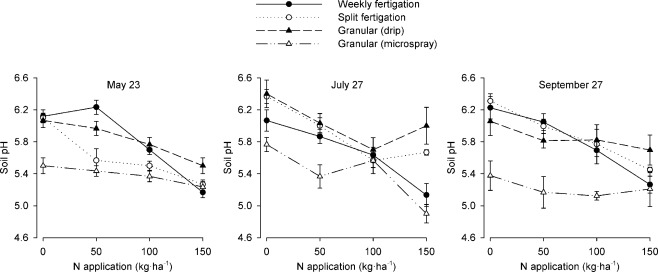 Weekly fertigation
Split fertigation
Granular (drip)
Granular (microspray)
May 23
July 27
September 27
Soil pH
6.6
6.2
5.8
5.4
5.0
4.6
0
50
100
150
N application (kg·ha⁻¹)
Soil pH
6.6
6.2
5.8
5.4
5.0
4.6
0
50
100
150
N application (kg·ha⁻¹)
Soil pH
6.6
6.2
5.8
5.4
5.0
4.6
0
50
100
150
N application (kg·ha⁻¹)